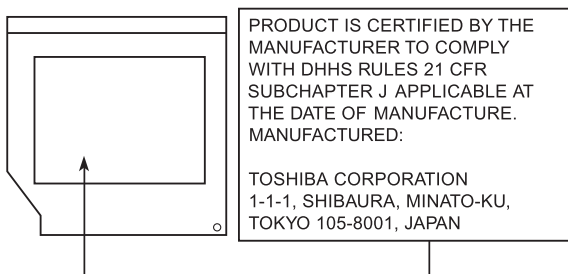 PRODUCT IS CERTIFIED BY THE
MANUFACTURER TO COMPLY
WITH DHHS RULES 21 CFR
SUBCHAPTER J APPLICABLE AT
THE DATE OF MANUFACTURE.
MANUFACTURED:
TOSHIBA CORPORATION
1-1-1, SHIBAURA, MINATO-KU,
TOKYO 105-8001, JAPAN